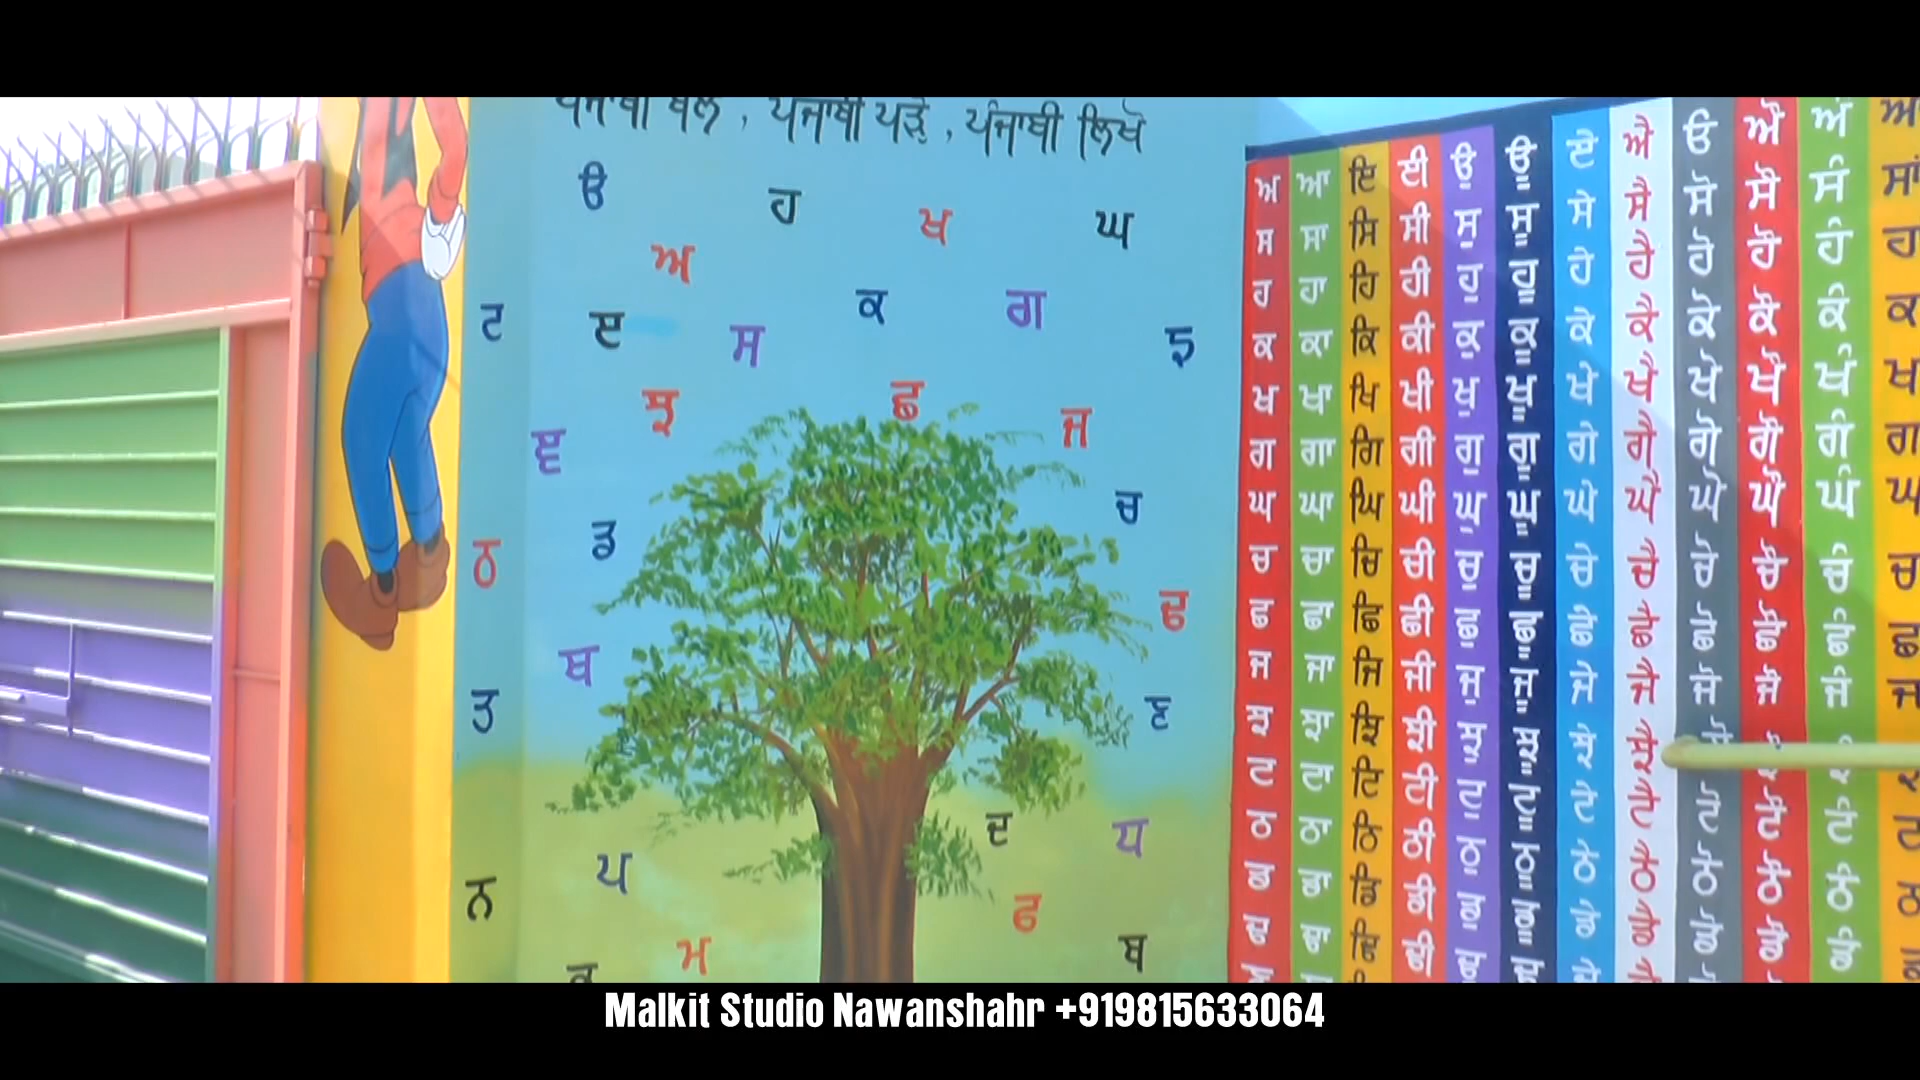 ਪੰਜਾਬੀ ਪੜ੍ਹੋ , ਪੰਜਾਬੀ ਲਿਖੋ
ੳ ਹ ਖ ਘ
ਅ
ਟ ੲ ਸ ਕ ਗ ਙ
ਝ ਛ ਜ
ਞ
ਠ ਡ ਚ
ਢ
ਤ ਥ ਣ
ਦ ਧ
ਨ ਪ ਫ
ਮ ਬ
ਅ ਆ ਇ ਈ ਉ ਊ ਏ ਐ ਓ ਔ ਅੰ
ਸ ਸਾ ਸਿ ਸੀ ਸੁ ਸੂ ਸੇ ਸੈ ਸੋ ਸੌ ਸੰ ਸਾਂ
ਹ ਹਾ ਹਿ ਹੀ ਹੁ ਹੂ ਹੇ ਹੈ ਹੋ ਹੌ ਹੰ
ਕ ਕਾ ਕਿ ਕੀ ਕੁ ਕੂ ਕੇ ਕੈ ਕੋ ਕੌ ਕੰ
ਖ ਖਾ ਖਿ ਖੀ ਖੁ ਖੂ ਖੇ ਖੈ ਖੋ ਖੌ ਖੰ
ਗ ਗਾ ਗਿ ਗੀ ਗੁ ਗੂ ਗੇ ਗੈ ਗੋ ਗੌ ਗੰ
ਘ ਘਾ ਘਿ ਘੀ ਘੁ ਘੂ ਘੇ ਘੈ ਘੋ ਘੌ ਘੰ
ਚ ਚਾ ਚਿ ਚੀ ਚੁ ਚੂ ਚੇ ਚੈ ਚੋ ਚੌ ਚੰ
ਛ ਛਾ ਛਿ ਛੀ ਛੁ ਛੂ ਛੇ ਛੈ ਛੋ ਛੌ ਛੰ
ਜ ਜਾ ਜਿ ਜੀ ਜੁ ਜੂ ਜੇ ਜੈ ਜੋ ਜੌ ਜੰ
ਝ ਝਾ ਝਿ ਝੀ ਝੁ ਝੂ ਝੇ ਝੈ
ਟ ਟਾ ਟਿ ਟੀ ਟੁ ਟੂ ਟੇ ਟੈ ਟੋ ਟੌ ਟੰ
ਠ ਠਾ ਠਿ ਠੀ ਠੁ ਠੂ ਠੇ ਠੈ ਠੋ ਠੌ ਠੰ
ਡ ਡਾ ਡਿ ਡੀ ਡੁ ਡੂ ਡੇ ਡੈ ਡੋ ਡੌ ਡੰ
ਢ ਢਾ ਢਿ ਢੀ
Malkit Studio Nawanshahr +919815633064